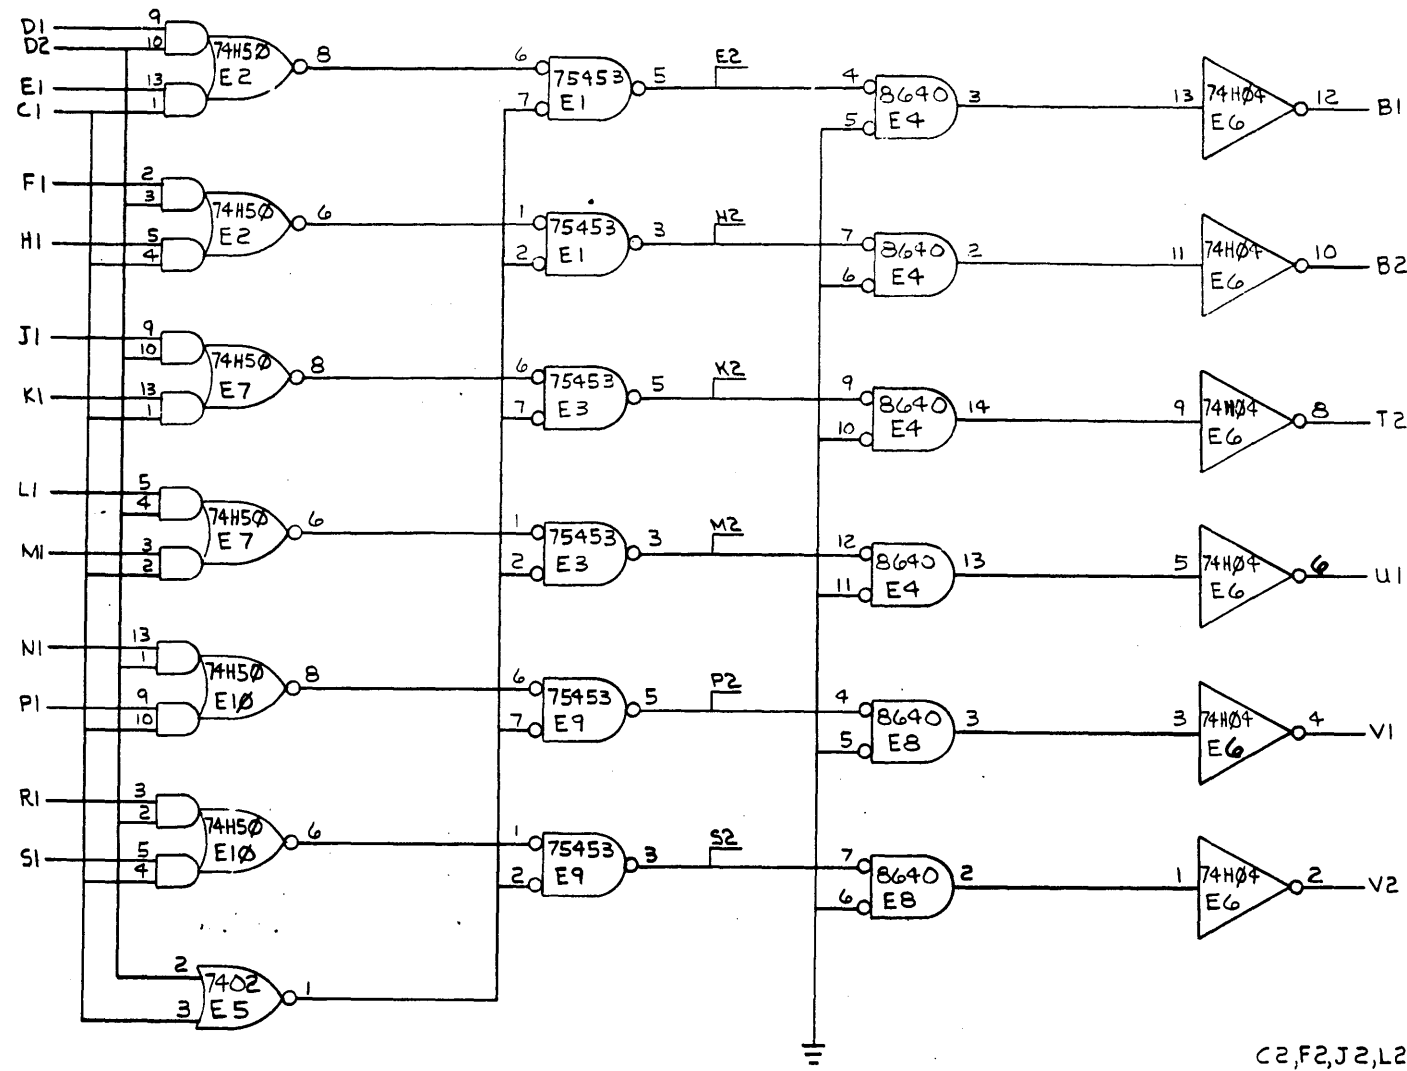 D1 9 74H50 8 6 75453 5 E2 4 8640 3 13 74H04 12 B1
D2 10 E2 7 E1 5 E4 E6
E1 13
C1 1
F1 2 74H50 6 1 75453 3 H2 7 8640 2 11 74H04 10 B2
3 E2 2 E1 6 E4 E6
H1 5
4
J1 9 74H50 8 6 75453 5 K2 9 8640 14 9 74H04 8 T2
10 E7 7 E3 10 E4 E6
K1 13
1
L1 5 74H50 6 1 75453 3 M2 12 8640 13 5 74H04 6 U1
4 E7 2 E3 11 E4 E6
M1 3
2
N1 13 74H50 8 6 75453 5 P2 4 8640 3 3 74H04 4 V1
1 E10 7 E9 5 E8 E6
P1 9
10
R1 3 74H50 6 1 75453 3 S2 7 8640 2 1 74H04 2 V2
2 E10 2 E9 6 E8 E6
S1 5
4
2 7402 1
3 E5
C2,F2,J2,L2